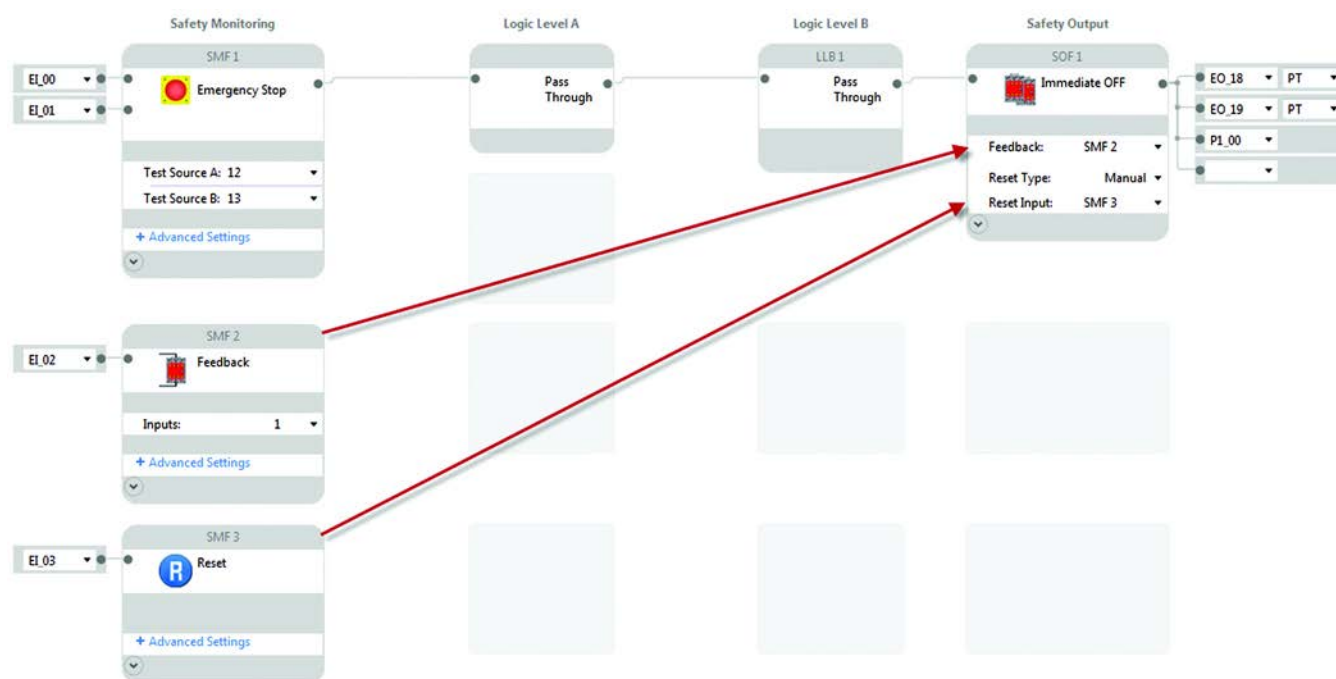 Safety Monitoring
Logic Level A
Logic Level B
Safety Output
SMF 1
EI_00
EI_01
Emergency Stop
Test Source A: 12
Test Source B: 13
+ Advanced Settings
Pass
Through
LLB 1
Pass
Through
SOF 1
Immediate OFF
Feedback: SMF 2
Reset Type: Manual
Reset Input: SMF 3
EO_18 PT
EO_19 PT
P1_00
SMF 2
EI_02
Feedback
Inputs: 1
+ Advanced Settings
SMF 3
EI_03
R
Reset
+ Advanced Settings